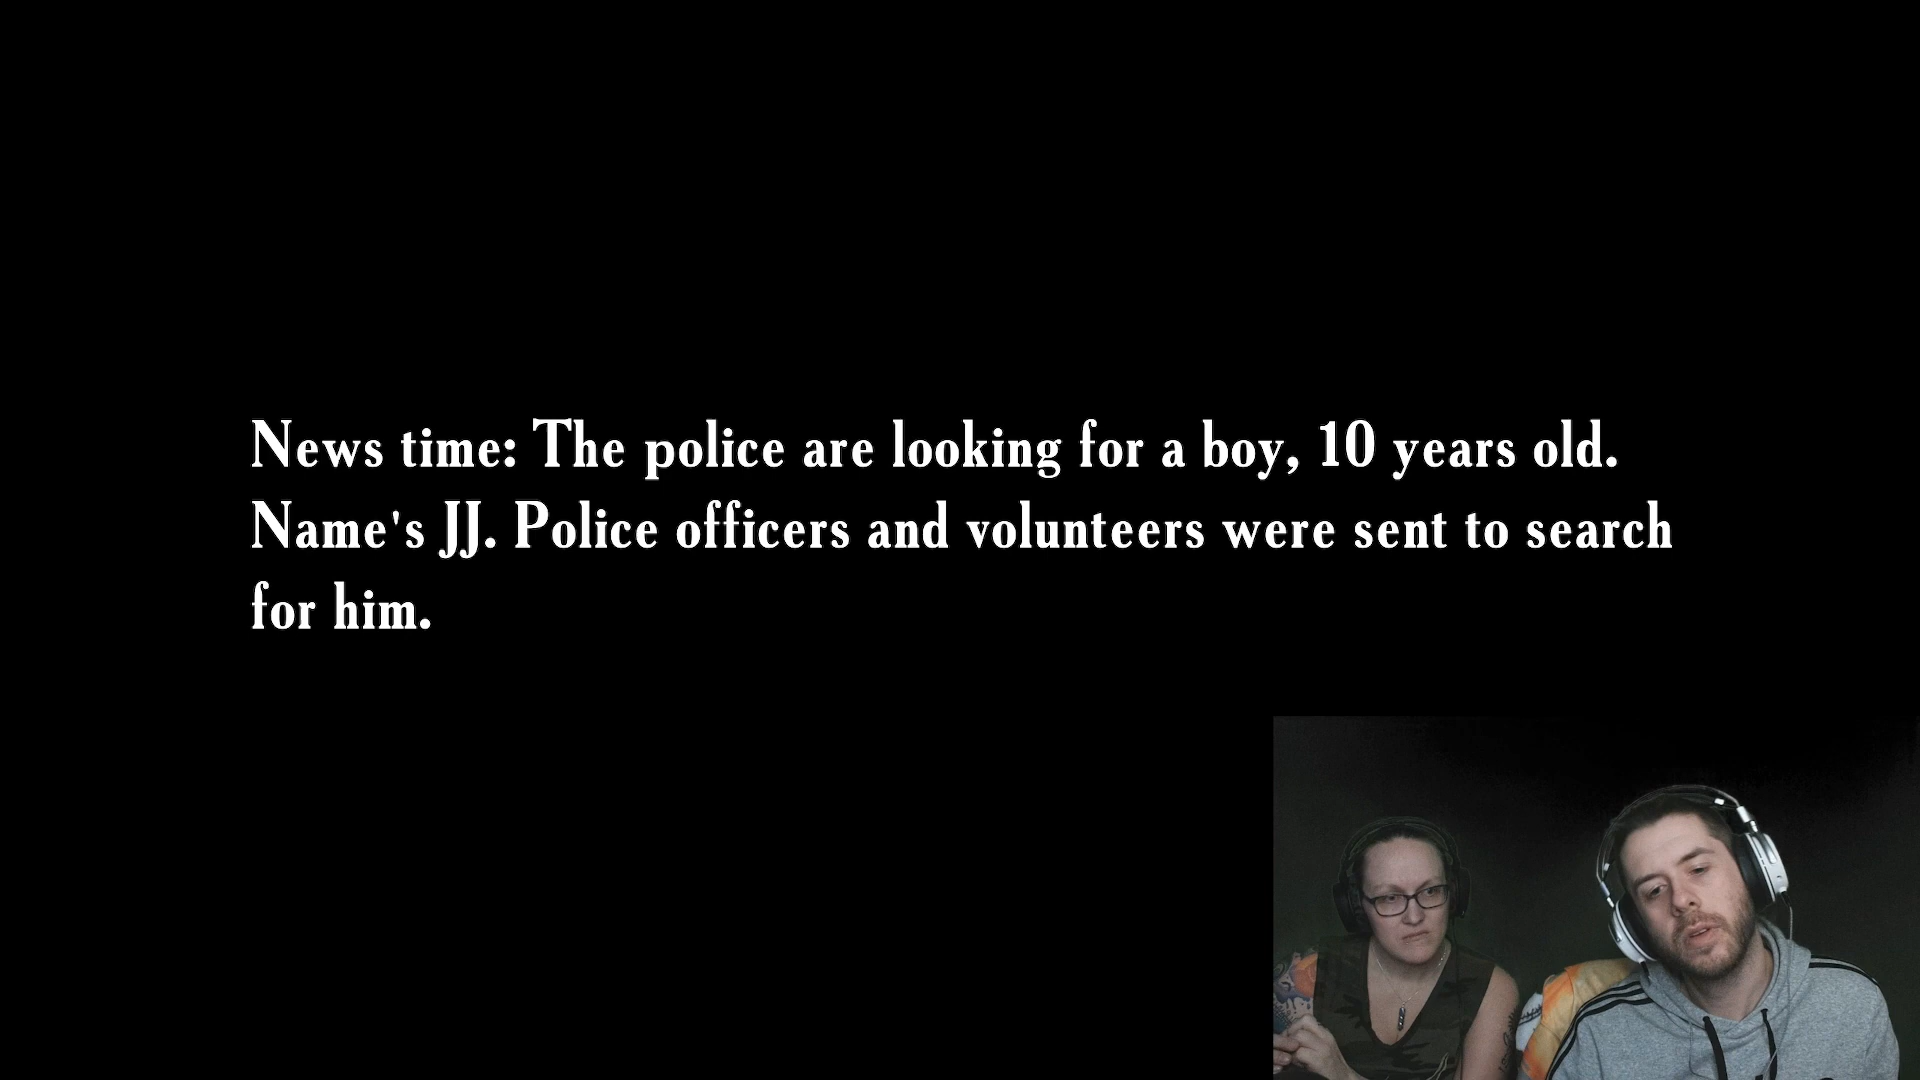 News time: The police are looking for a boy, 10 years old.
Name's JJ. Police officers and volunteers were sent to search
for him.